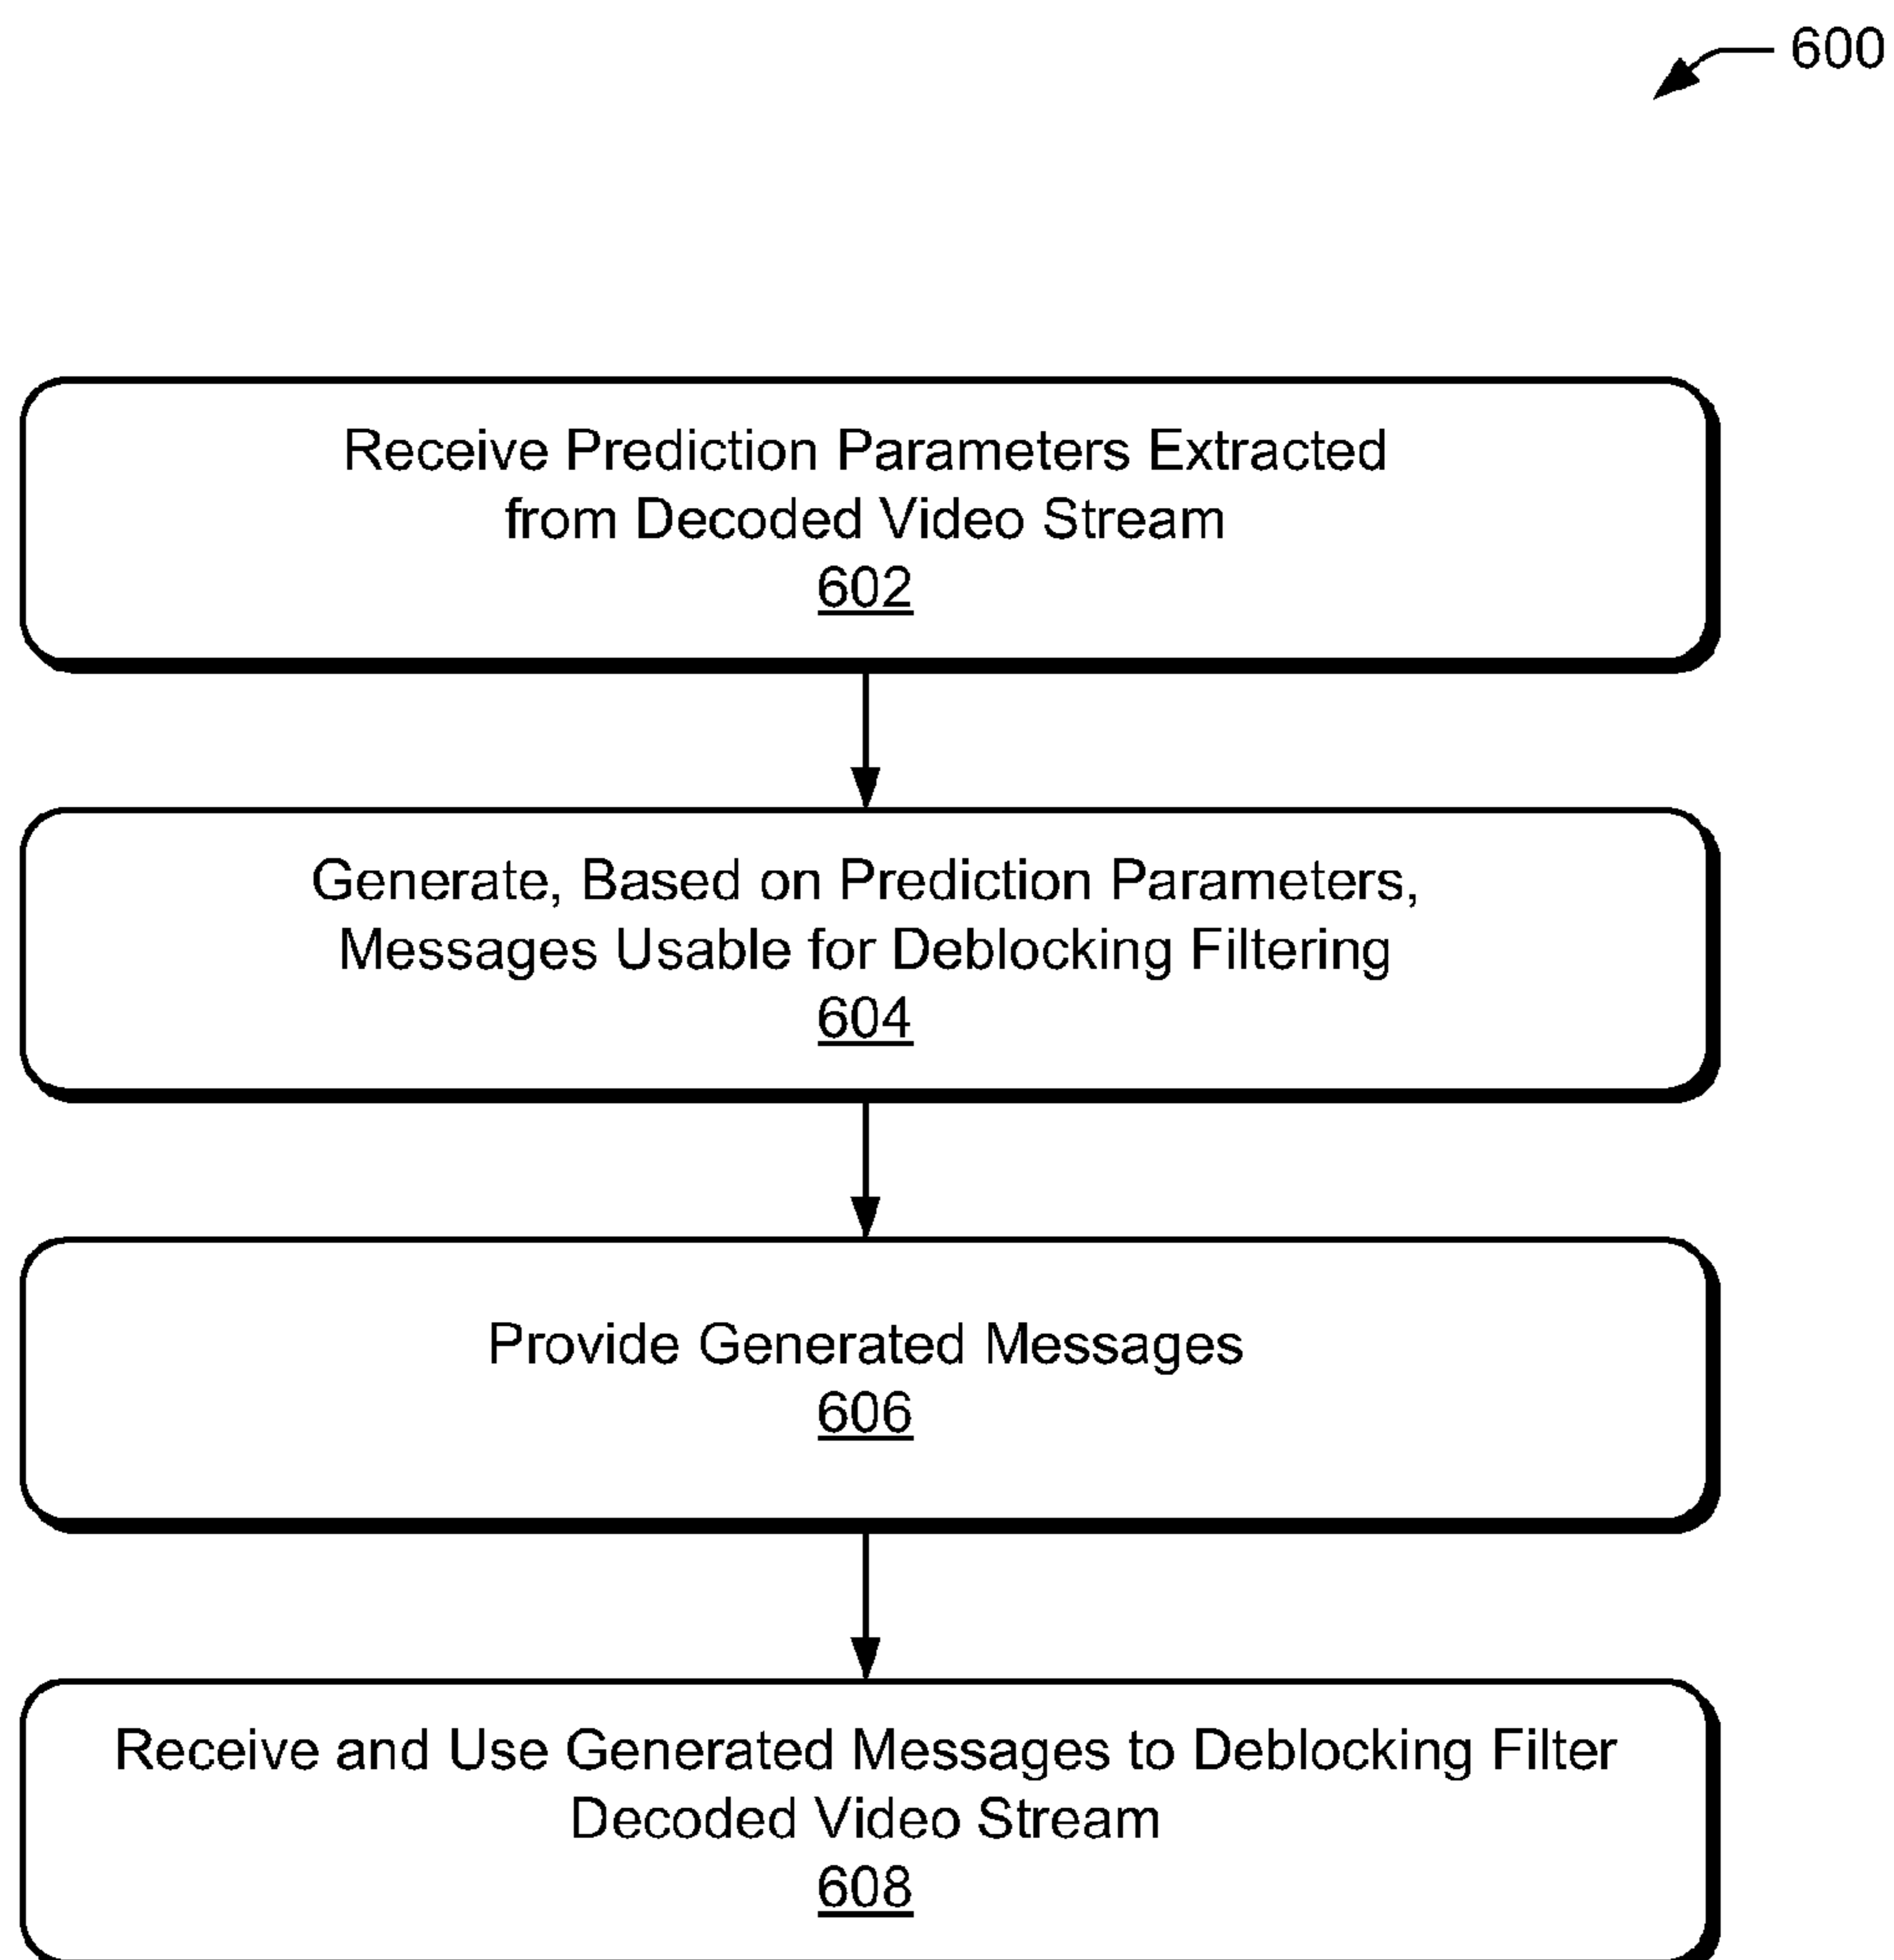 600
Receive Prediction Parameters Extracted
from Decoded Video Stream
602
Generate, Based on Prediction Parameters,
Messages Usable for Deblocking Filtering
604
Provide Generated Messages
606
Receive and Use Generated Messages to Deblocking Filter
Decoded Video Stream
608